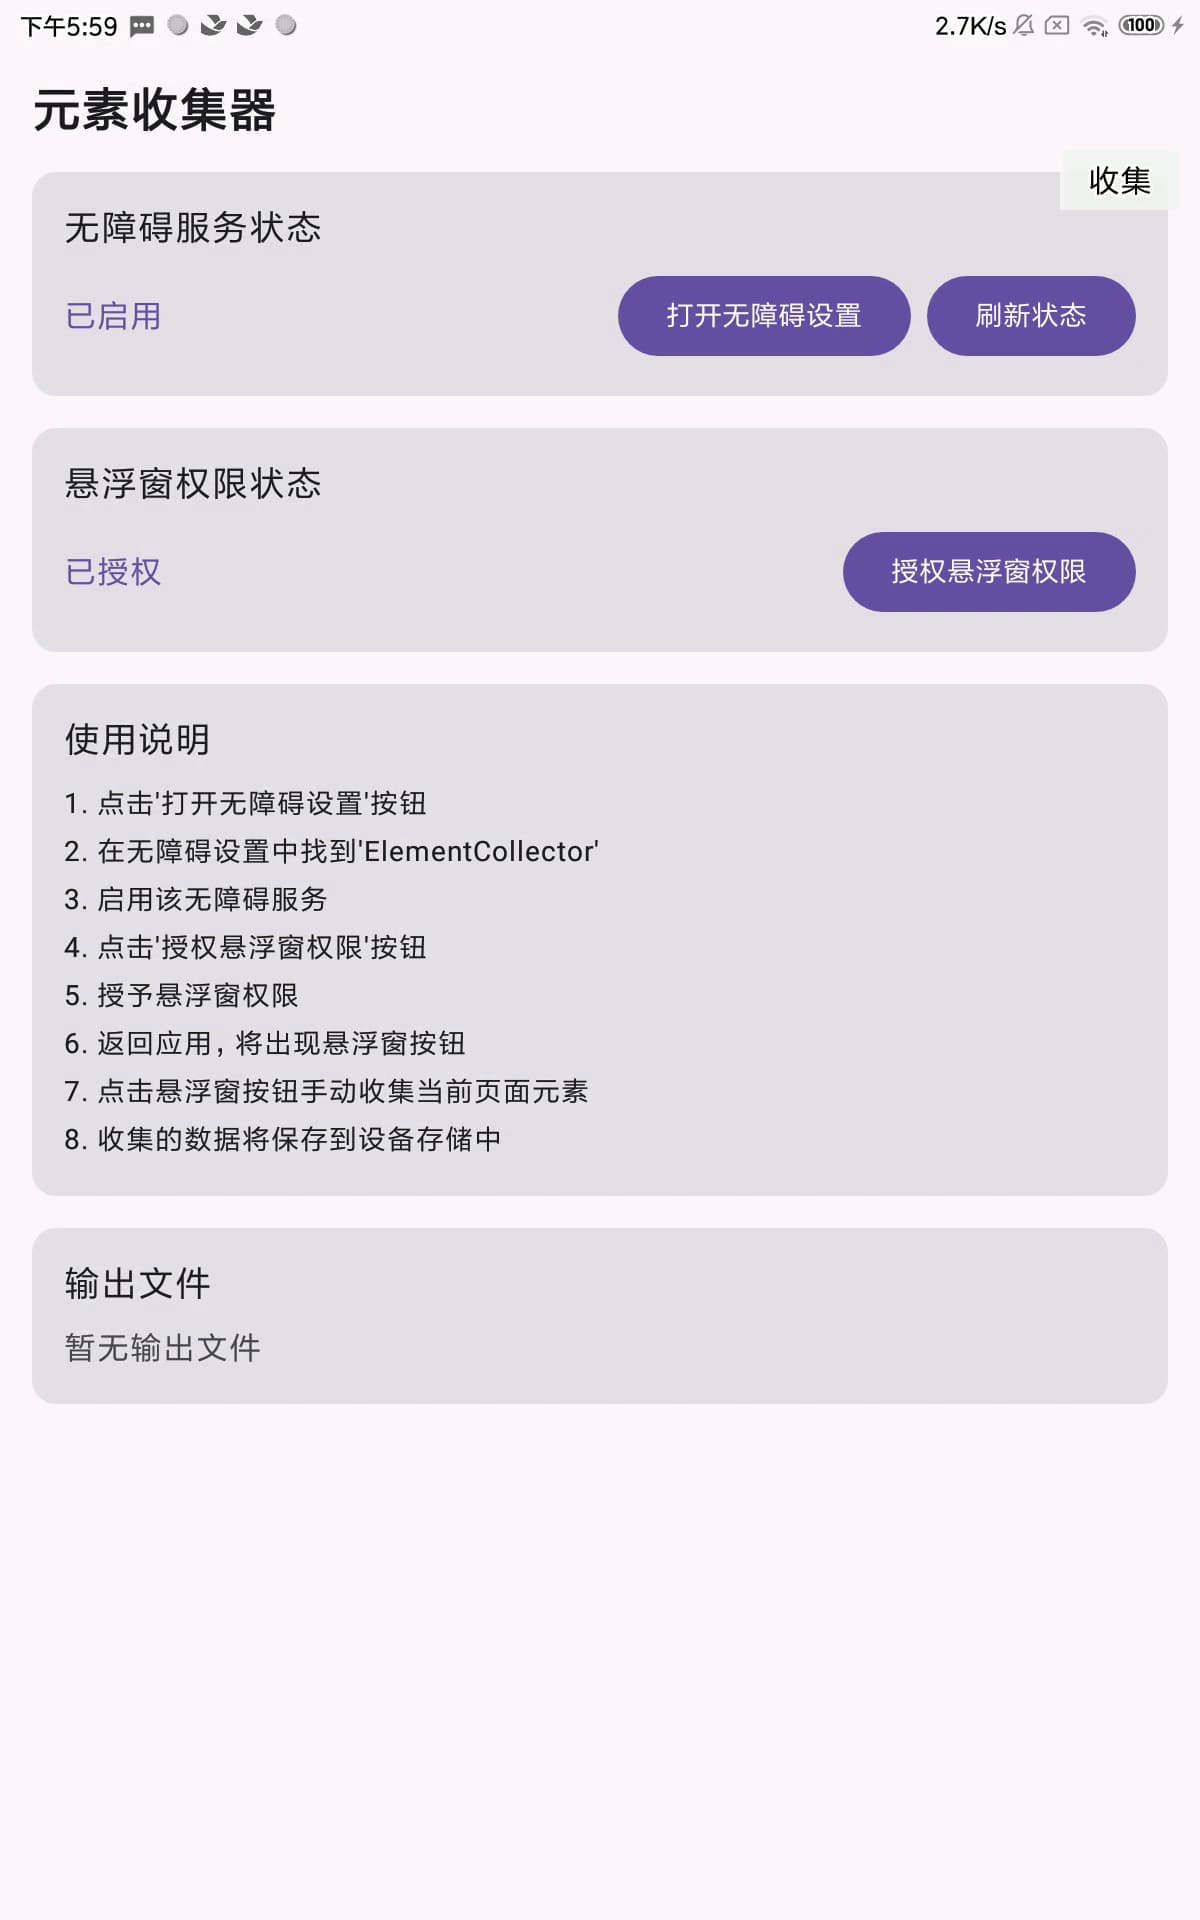 下午5:59
2.7K/s
100
元素收集器
收集
无障碍服务状态
已启用
打开无障碍设置
刷新状态
悬浮窗权限状态
已授权
授权悬浮窗权限
使用说明
1. 点击'打开无障碍设置'按钮
2. 在无障碍设置中找到'ElementCollector'
3. 启用该无障碍服务
4. 点击'授权悬浮窗权限'按钮
5. 授予悬浮窗权限
6. 返回应用，将出现悬浮窗按钮
7. 点击悬浮窗按钮手动收集当前页面元素
8. 收集的数据将保存到设备存储中
输出文件
暂无输出文件